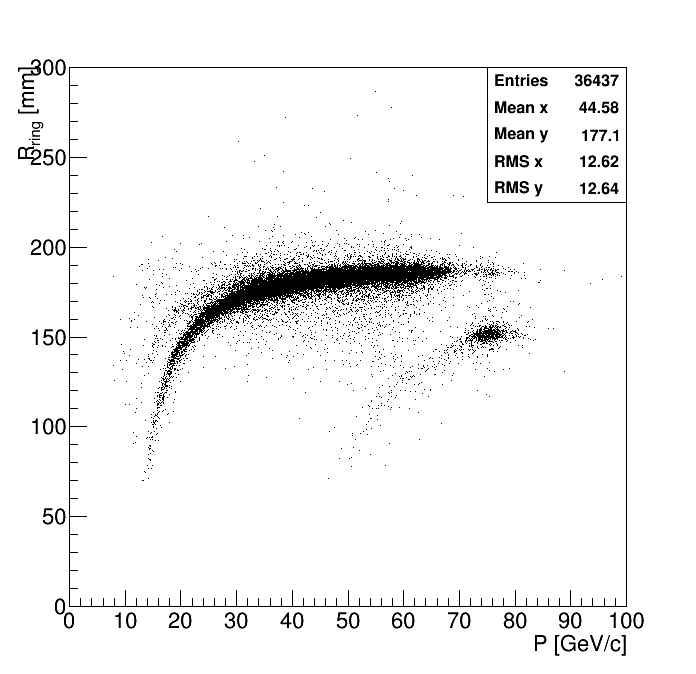 R_ring [mm]
300
250
200
150
100
50
0
Entries 36437
Mean x 44.58
Mean y 177.1
RMS x 12.62
RMS y 12.64
0 10 20 30 40 50 60 70 80 90 100
P [GeV/c]